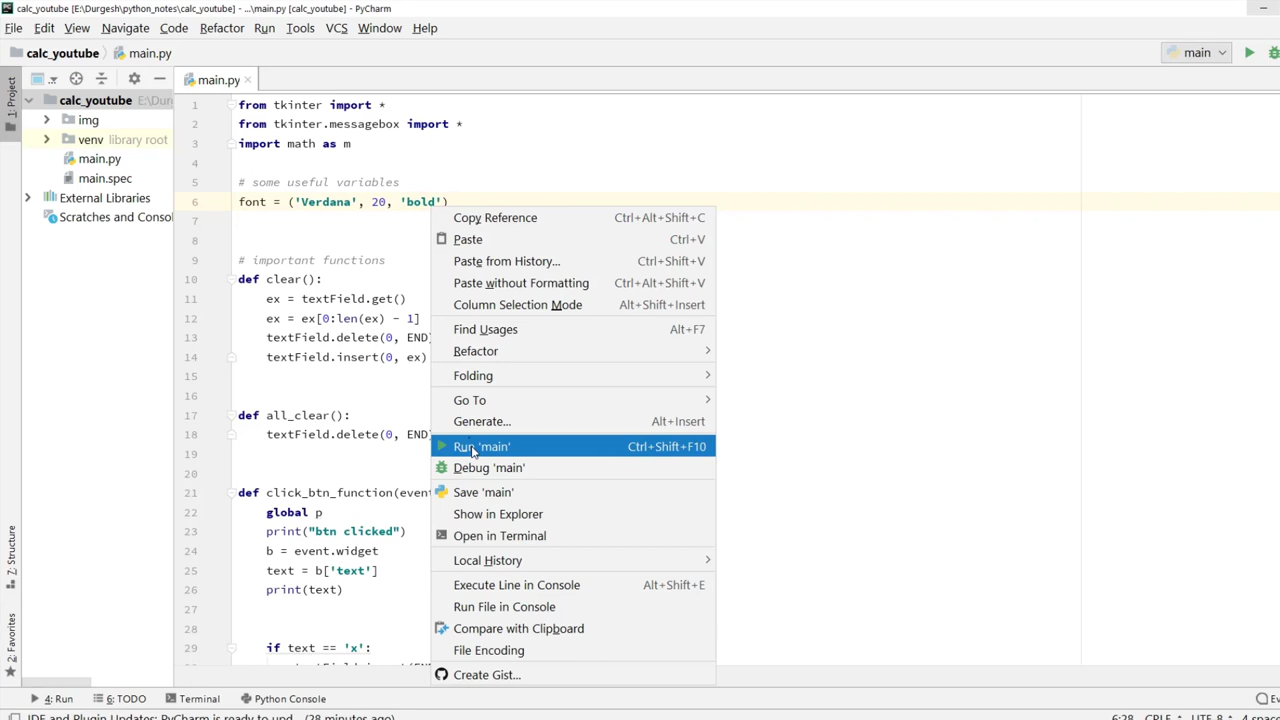 calc_youtube [E:\Durgesh\python_notes\calc_youtube] - ...\main.py [calc_youtube] - PyCharm
File Edit View Navigate Code Refactor Run Tools VCS Window Help
calc_youtube main.py main
1: Project
main.py
calc_youtube E:\Dur
img
venv library root
main.py
main.spec
External Libraries
Scratches and Consol
1 from tkinter import *
2 from tkinter.messagebox import *
3 import math as m
4
5 # some useful variables
6 font = ('Verdana', 20, 'bold')
7
8
9 # important functions
10 def clear():
11 ex = textField.get()
12 ex = ex[0:len(ex) - 1]
13 textField.delete(0, END)
14 textField.insert(0, ex)
15
16
17 def all_clear():
18 textField.delete(0, END)
19
20
21 def click_btn_function(event
22 global p
23 print("btn clicked")
24 b = event.widget
25 text = b['text']
26 print(text)
27
28
29 if text == 'x':
Copy Reference Ctrl+Alt+Shift+C
Paste Ctrl+V
Paste from History... Ctrl+Shift+V
Paste without Formatting Ctrl+Alt+Shift+V
Column Selection Mode Alt+Shift+Insert
Find Usages Alt+F7
Refactor
Folding
Go To
Generate... Alt+Insert
Run 'main' Ctrl+Shift+F10
Debug 'main'
Save 'main'
Show in Explorer
Open in Terminal
Local History
Execute Line in Console Alt+Shift+E
Run File in Console
Compare with Clipboard
File Encoding
Create Gist...
Z: Structure
2: Favorites
4: Run 6: TODO Terminal Python Console Ev
IDE and Plugin Updates: PyCharm is ready to upd... (28 minutes ago) 6:28 CRLF UTF-8 4 spa